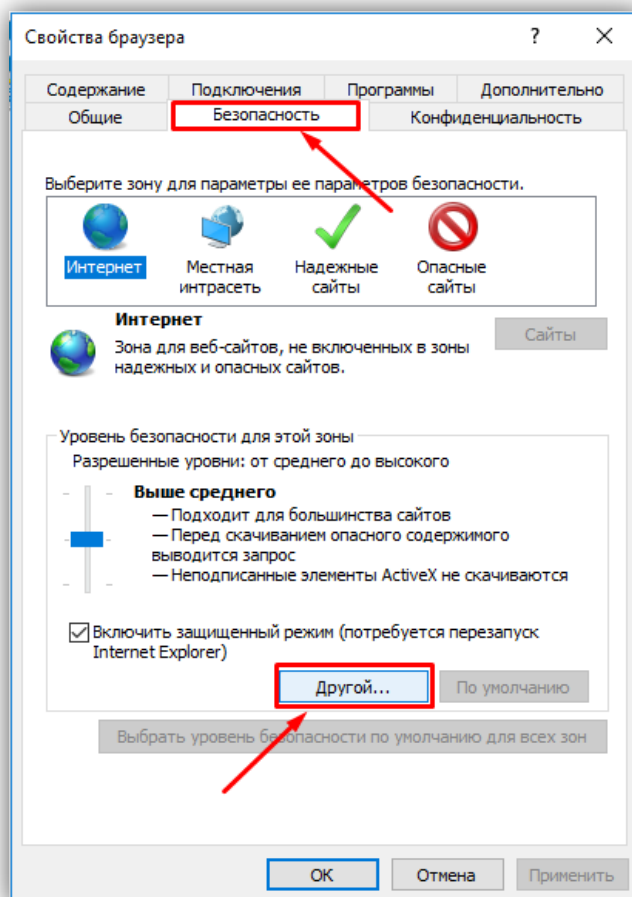 Свойства браузера ?
Содержание Подключения Программы Дополнительно
Общие Безопасность Конфиденциальность
Выберите зону для параметры ее параметров безопасности.
Интернет
Местная
интрасеть
Надежные
сайты
Опасные
сайты
Интернет
Зона для веб-сайтов, не включенных в зоны
надежных и опасных сайтов.
Сайты
Уровень безопасности для этой зоны
Разрешенные уровни: от среднего до высокого
Выше среднего
— Подходит для большинства сайтов
— Перед скачиванием опасного содержимого
выводится запрос
— Неподписанные элементы ActiveX не скачиваются
Включить защищенный режим (потребуется перезапуск
Internet Explorer)
Другой... По умолчанию
Выбрать уровень безопасности по умолчанию для всех зон
ОК Отмена Применить